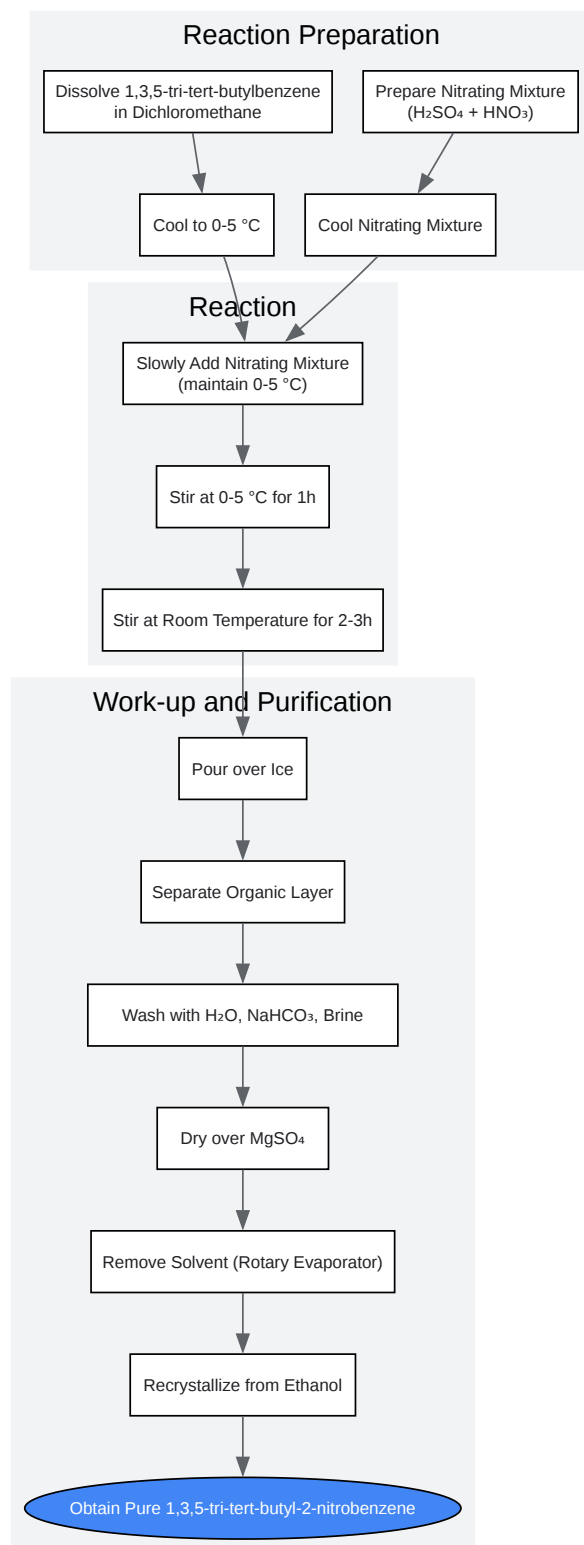 Reaction Preparation
Dissolve 1,3,5-tri-tert-butylbenzene
in Dichloromethane
Prepare Nitrating Mixture
(H₂SO₄ + HNO₃)
Cool to 0-5 °C
Cool Nitrating Mixture
Reaction
Slowly Add Nitrating Mixture
(maintain 0-5 °C)
Stir at 0-5 °C for 1h
Stir at Room Temperature for 2-3h
Work-up and Purification
Pour over Ice
Separate Organic Layer
Wash with H₂O, NaHCO₃, Brine
Dry over MgSO₄
Remove Solvent (Rotary Evaporator)
Recrystallize from Ethanol
Obtain Pure 1,3,5-tri-tert-butyl-2-nitrobenzene